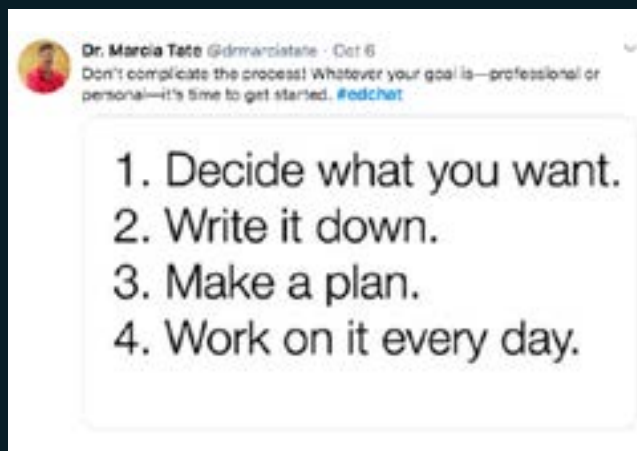 Dr. Marcia Tate @drmarciatate · Oct 6
Don't complicate the process! Whatever your goal is—professional or
personal—it's time to get started. #edchat
1. Decide what you want.
2. Write it down.
3. Make a plan.
4. Work on it every day.